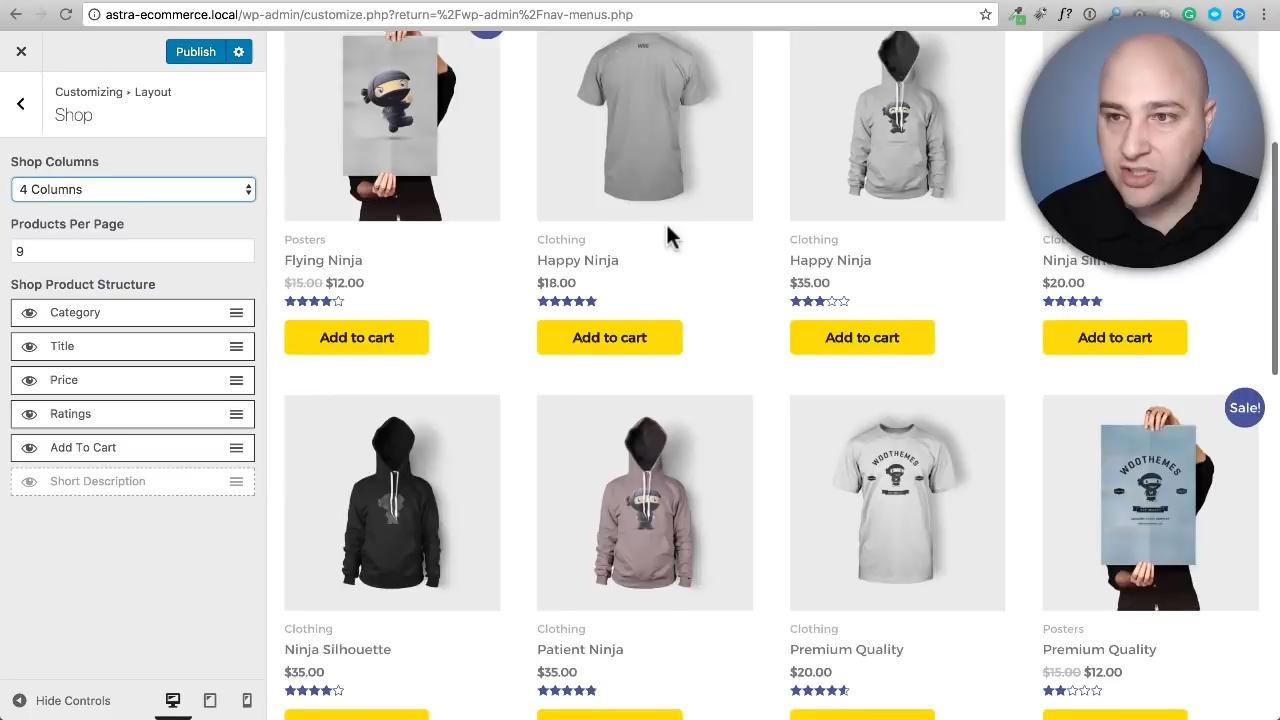 astra-ecommerce.local/wp-admin/customize.php?return=%2Fwp-admin%2Fnav-menus.php
Publish
Customizing ▸ Layout
Shop
Shop Columns
4 Columns
Products Per Page
9
Shop Product Structure
Category
Title
Price
Ratings
Add To Cart
Short Description
Hide Controls
Posters
Flying Ninja
$15.00 $12.00
Add to cart
Clothing
Happy Ninja
$18.00
Add to cart
Clothing
Happy Ninja
$35.00
Add to cart
Ninja
$20.00
Add to cart
Clothing
Ninja Silhouette
$35.00
Clothing
Patient Ninja
$35.00
WOOTHEMES
Clothing
Premium Quality
$20.00
Sale!
WOOTHEMES
Posters
Premium Quality
$15.00 $12.00